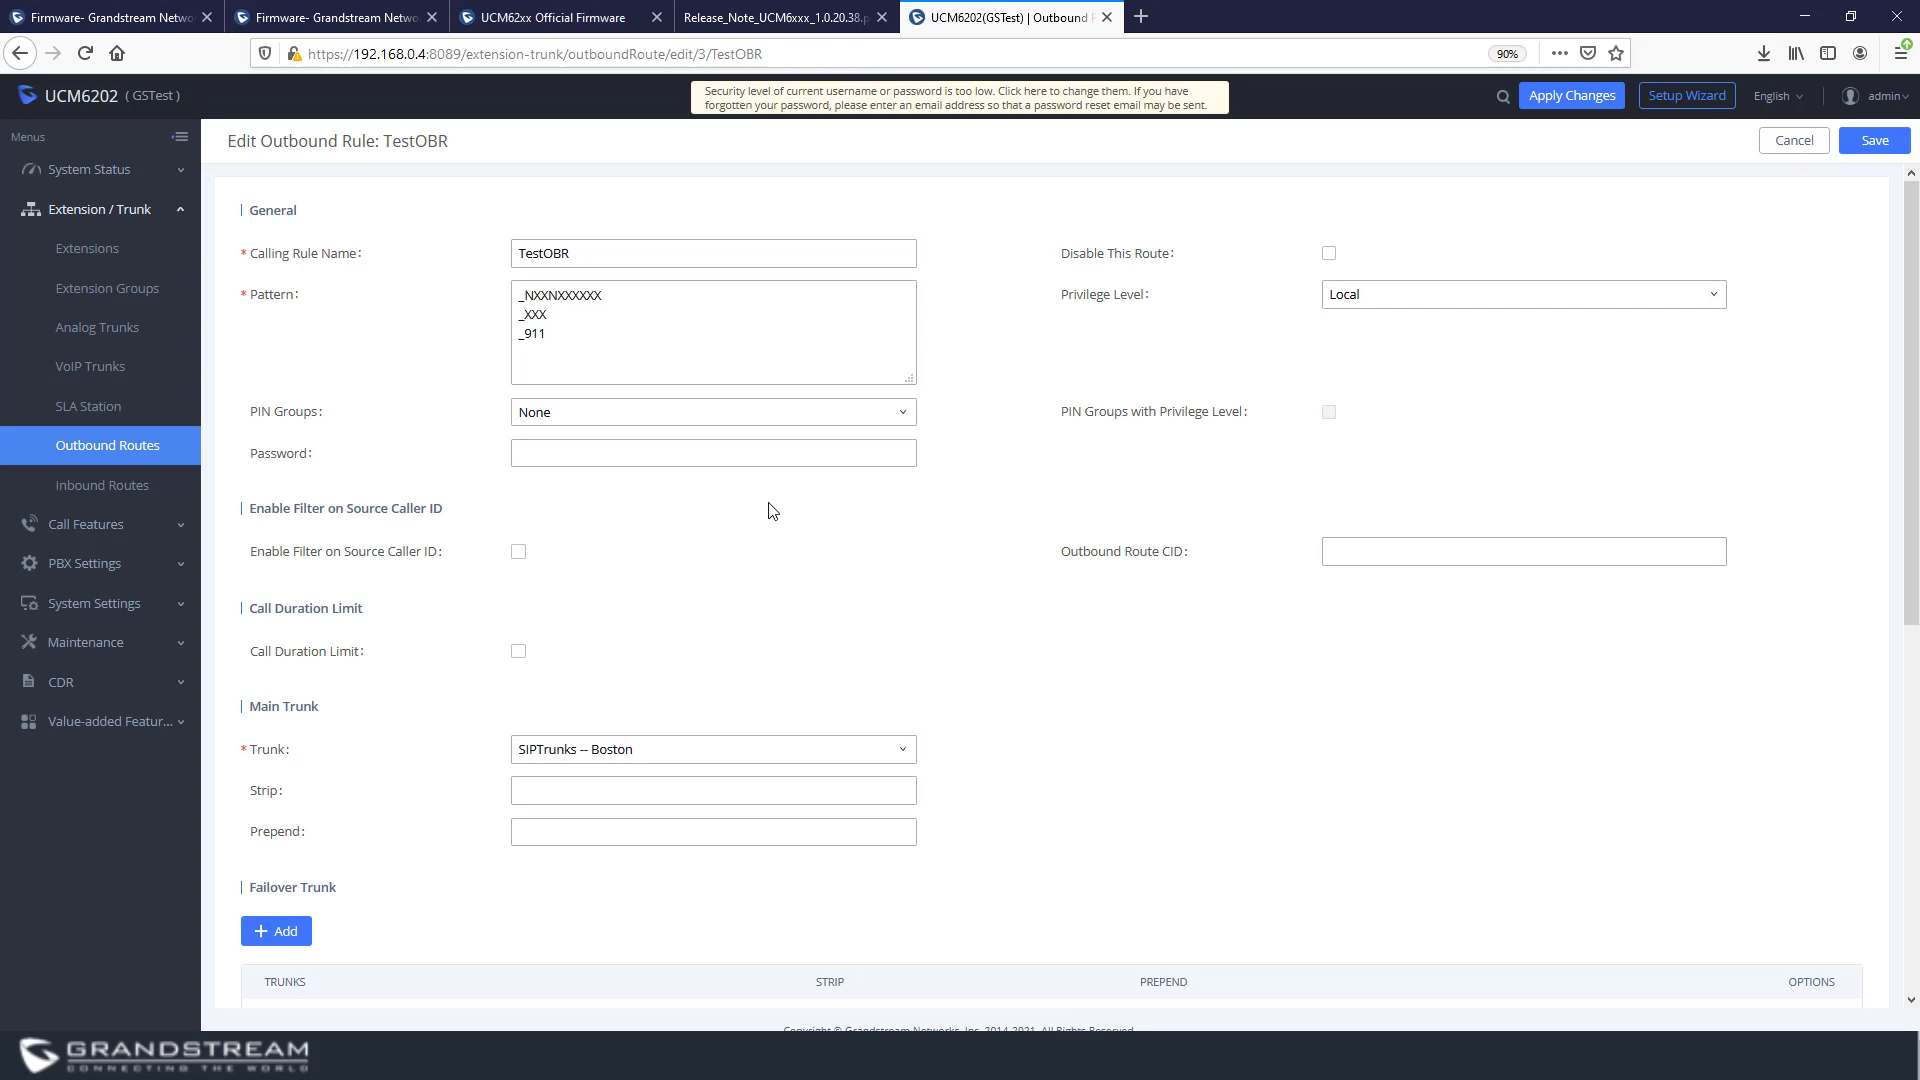 Firmware- Grandstream Netwo
Firmware- Grandstream Netwo
UCM62xx Official Firmware
Release_Note_UCM6xxx_1.0.20.38.p
UCM6202(GSTest) | Outbound R
https://192.168.0.4:8089/extension-trunk/outboundRoute/edit/3/TestOBR
90%
UCM6202 ( GSTest )
Security level of current username or password is too low. Click here to change them. If you have
forgotten your password, please enter an email address so that a password reset email may be sent.
Apply Changes
Setup Wizard
English
admin
Menus
System Status
Extension / Trunk
Extensions
Extension Groups
Analog Trunks
VoIP Trunks
SLA Station
Outbound Routes
Inbound Routes
Call Features
PBX Settings
System Settings
Maintenance
CDR
Value-added Featur...
Edit Outbound Rule: TestOBR
Cancel
Save
General
* Calling Rule Name:
TestOBR
Disable This Route:
* Pattern:
_NXXNXXXXXX
_XXX
_911
Privilege Level:
Local
PIN Groups:
None
PIN Groups with Privilege Level:
Password:
Enable Filter on Source Caller ID
Enable Filter on Source Caller ID:
Outbound Route CID:
Call Duration Limit
Call Duration Limit:
Main Trunk
* Trunk:
SIPTrunks -- Boston
Strip:
Prepend:
Failover Trunk
+ Add
TRUNKS
STRIP
PREPEND
OPTIONS
Copyright © Grandstream Networks, Inc. 2014-2021. All Rights Reserved.
GRANDSTREAM
CONNECTING THE WORLD